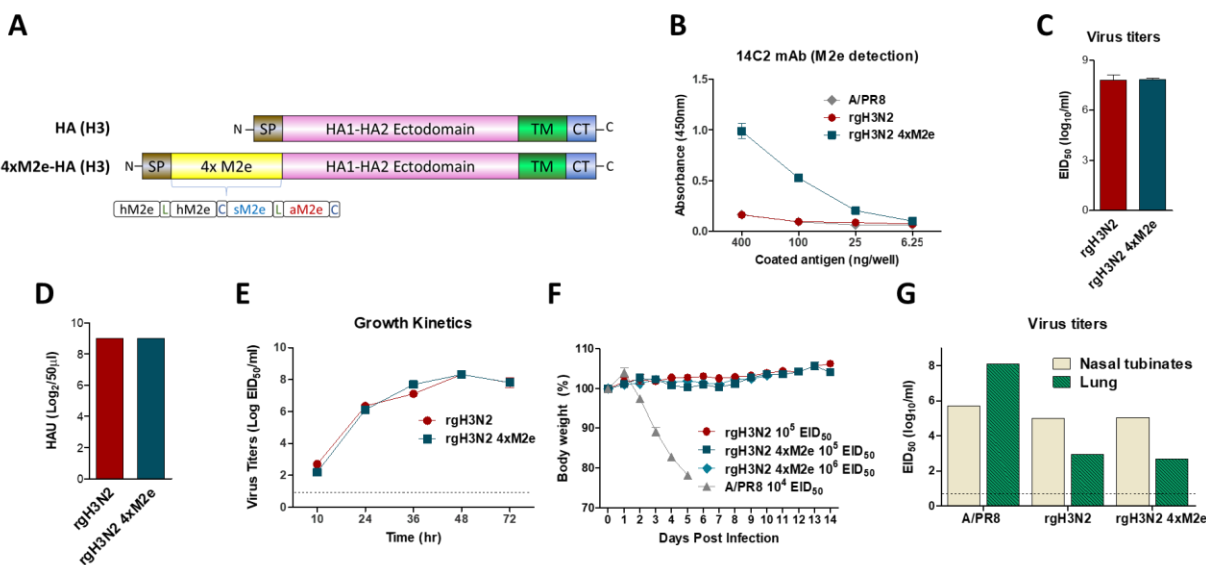 A
HA (H3)
N
SP
HA1-HA2 Ectodomain
TM
CT
C
4xM2e-HA (H3)
N
SP
4x M2e
HA1-HA2 Ectodomain
TM
CT
C
hM2e
L
hM2e
C
sM2e
L
aM2e
C
B
14C2 mAb (M2e detection)
Absorbance (450nm)
1.5
1.0
0.5
0.0
A/PR8
rgH3N2
rgH3N2 4xM2e
400
100
25
6.25
Coated antigen (ng/well)
C
Virus titers
EID50 (log10/ml)
9
6
3
0
rgH3N2
rgH3N2 4xM2e
D
HAU (Log2/50µl)
10
8
6
4
2
0
rgH3N2
rgH3N2 4xM2e
E
Growth Kinetics
Virus Titers (Log EID50/ml)
10
8
6
4
2
0
rgH3N2
rgH3N2 4xM2e
10
24
36
48
72
Time (hr)
F
Body weight (%)
110
100
90
80
70
rgH3N2 10^5 EID50
rgH3N2 4xM2e 10^5 EID50
rgH3N2 4xM2e 10^6 EID50
A/PR8 10^4 EID50
0 1 2 3 4 5 6 7 8 9 10 11 12 13 14
Days Post Infection
G
Virus titers
EID50 (log10/ml)
8
6
4
2
0
Nasal tubinates
Lung
A/PR8
rgH3N2
rgH3N2 4xM2e